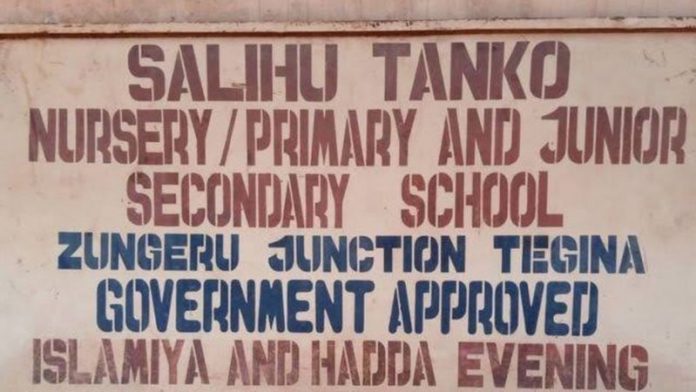 SALIHU TANKO
NURSERY/PRIMARY AND JUNIOR
SECONDARY SCHOOL
ZUNGERU JUNCTION TEGINA
GOVERNMENT APPROVED
ISLAMIYA AND HADDA EVENING